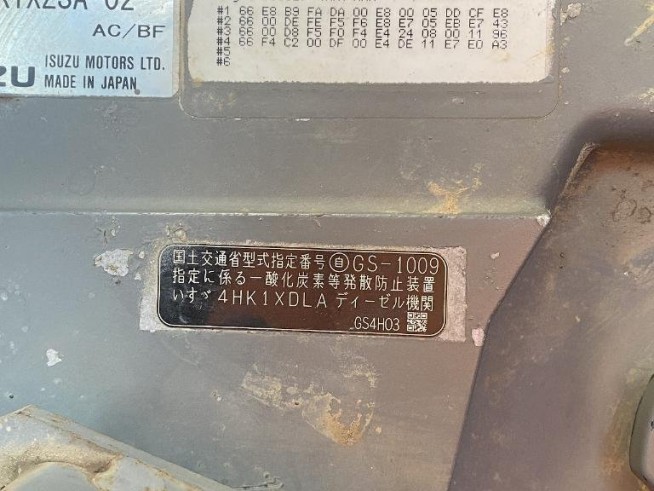 AC/BF
ISUZU MOTORS LTD.
MADE IN JAPAN
#1 66 E8 B9 FA DA 00 E8 00 05 DD CF E8
#2 66 00 DE FE F5 F6 E8 E7 05 EB E7 43
#3 66 00 D8 F5 F0 F4 E4 24 08 00 11 96
#4 66 F4 C2 00 DF 00 E4 DE 11 E7 E0 A3
#5
#6
国土交通省型式指定番号 自 GS-1009
指定に係る一酸化炭素等発散防止装置
いすゞ 4HK1XDLA ディーゼル機関
GS4H03